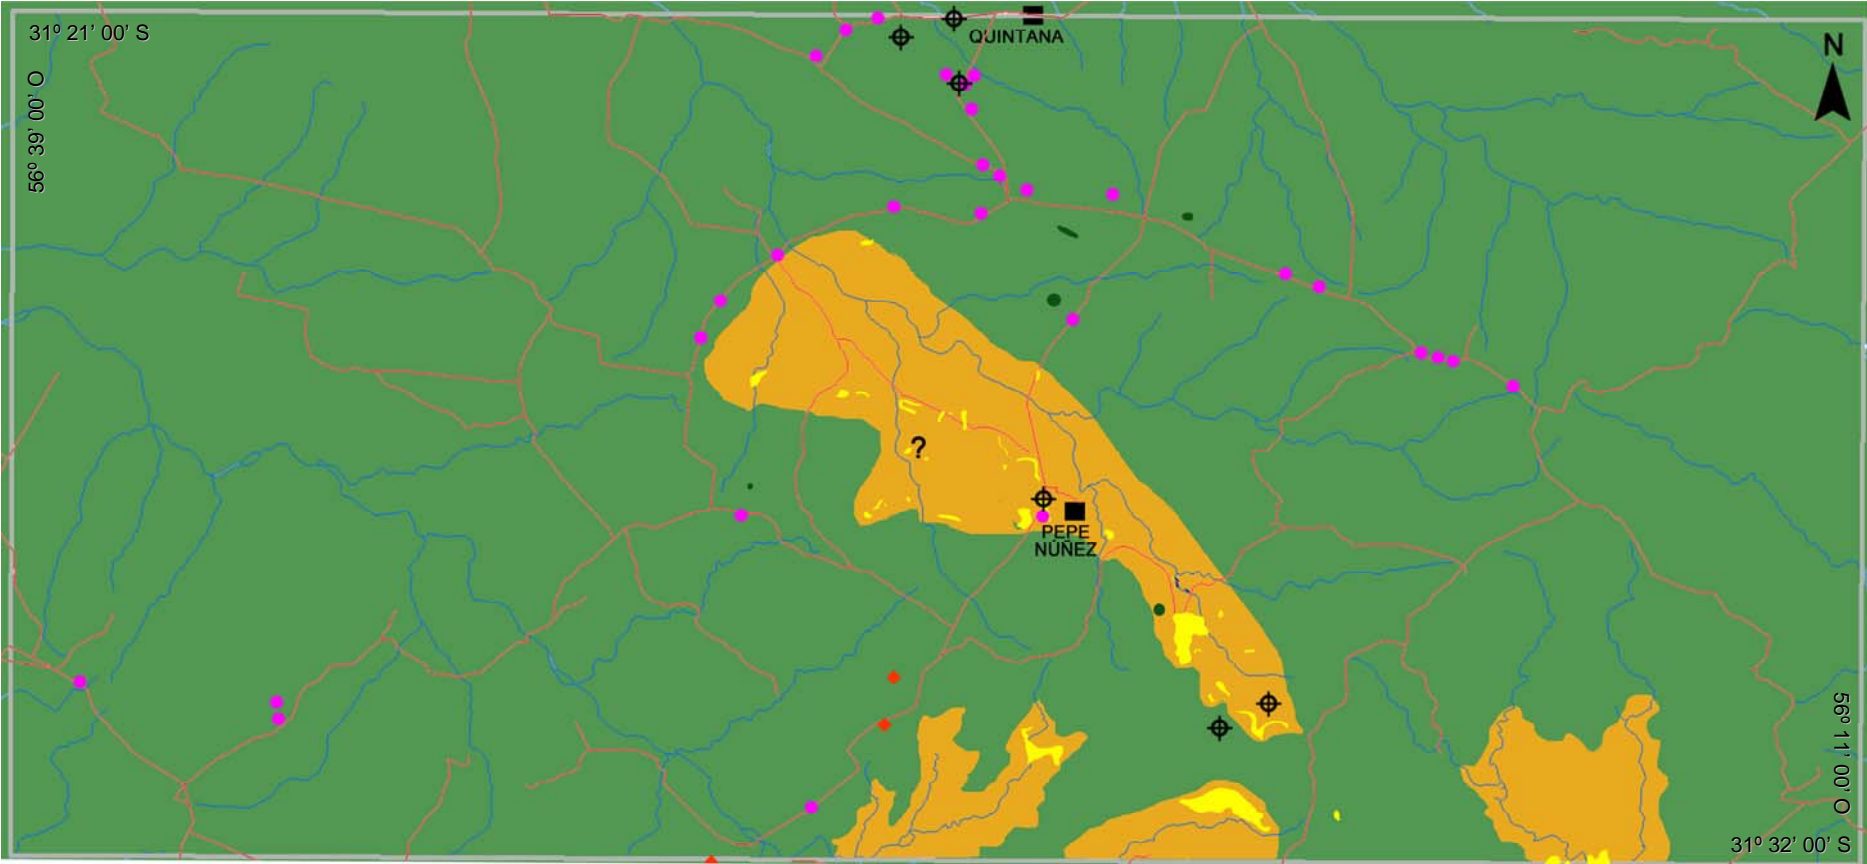 31º 21’ 00’ S
56º 39’ 00’ O
QUINTANA
N
?
PEPE
NÚÑEZ
56º 11’ 00’ O
31º 32’ 00’ S